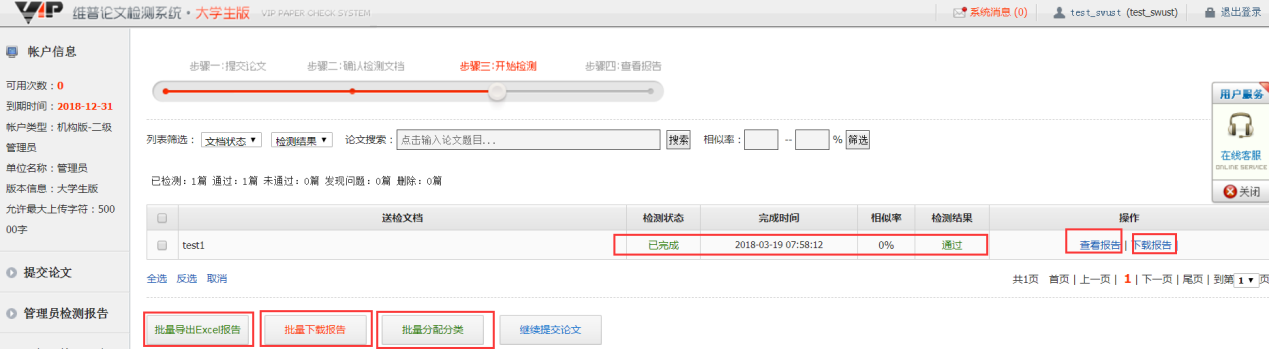 VIP 维普论文检测系统·大学生版 VIP PAPER CHECK SYSTEM
系统消息 (0) test_svust (test_swust) 退出登录
帐户信息
可用次数：0
到期时间：2018-12-31
帐户类型：机构版-二级
管理员
单位名称：管理员
版本信息：大学生版
允许最大上传字符：500
00字
提交论文
管理员检测报告
步骤一:提交论文 步骤二:确认检测文档 步骤三:开始检测 步骤四:查看报告
列表筛选： 文档状态 ▼ 检测结果 ▼ 论文搜索： 点击输入论文题目... 搜索 相似率： -- % 筛选
已检测: 1篇 通过: 1篇 未通过: 0篇 发现问题: 0篇 删除: 0篇
送检文档 检测状态 完成时间 相似率 检测结果 操作
test1 已完成 2018-03-19 07:58:12 0% 通过 查看报告 | 下载报告 |
全选 反选 取消
共1页 首页 | 上一页 | 1 | 下一页 | 尾页 | 到第 1 ▼ 页
批量导出Excel报告 批量下载报告 批量分配分类 继续提交论文
用户服务
在线客服
ONLINE SERVICE
关闭